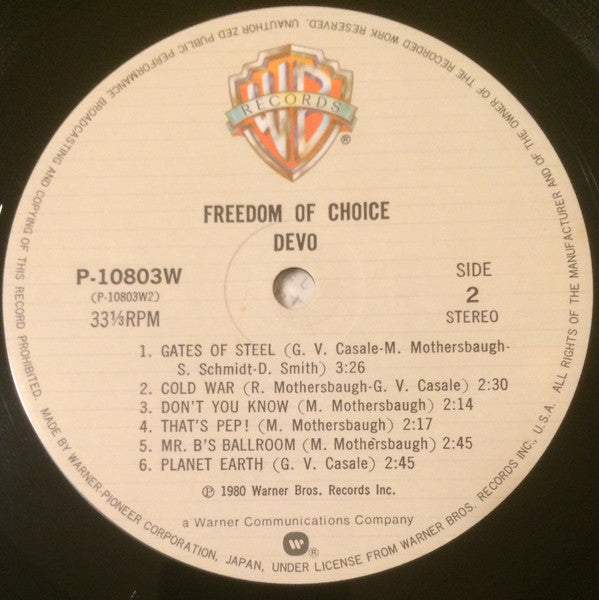 WB
RECORDS
®
FREEDOM OF CHOICE
DEVO
P-10803W
(P-10803W2)
33⅓RPM
SIDE
2
STEREO
1. GATES OF STEEL (G. V. Casale-M. Mothersbaugh-
S. Schmidt-D. Smith) 3:26
2. COLD WAR (R. Mothersbaugh-G. V. Casale) 2:30
3. DON'T YOU KNOW (M. Mothersbaugh) 2:14
4. THAT'S PEP! (M. Mothersbaugh) 2:17
5. MR. B'S BALLROOM (M. Mothersbaugh) 2:45
6. PLANET EARTH (G. V. Casale) 2:45
℗ 1980 Warner Bros. Records Inc.
a Warner Communications Company
®
MADE BY WARNER-PIONEER CORPORATION, JAPAN, UNDER LICENSE FROM WARNER BROS. RECORDS INC., U.S.A. ALL RIGHTS OF THE MANUFACTURER AND OF THE OWNER OF THE RECORDED WORK RESERVED. UNAUTHORIZED PUBLIC PERFORMANCE BROADCASTING AND COPYING OF THIS RECORD PROHIBITED.